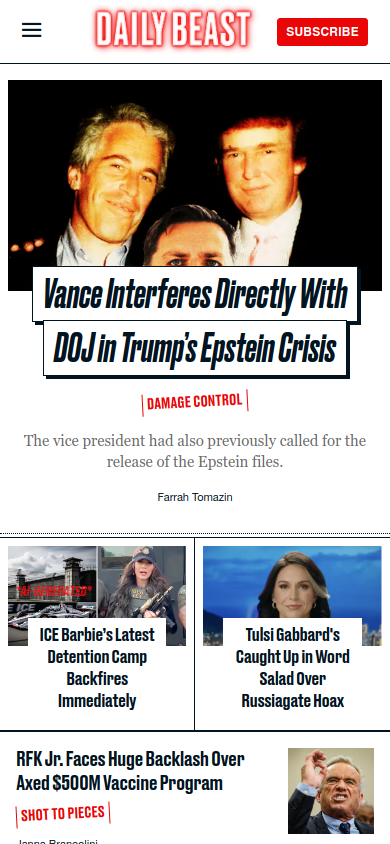 DAILY BEAST
SUBSCRIBE
Vance Interferes Directly With
DOJ in Trump's Epstein Crisis
DAMAGE CONTROL
The vice president had also previously called for the
release of the Epstein files.
Farrah Tomazin
ICE
ICE Barbie's Latest
Detention Camp
Backfires
Immediately
Tulsi Gabbard's
Caught Up in Word
Salad Over
Russiagate Hoax
RFK Jr. Faces Huge Backlash Over
Axed $500M Vaccine Program
SHOT TO PIECES